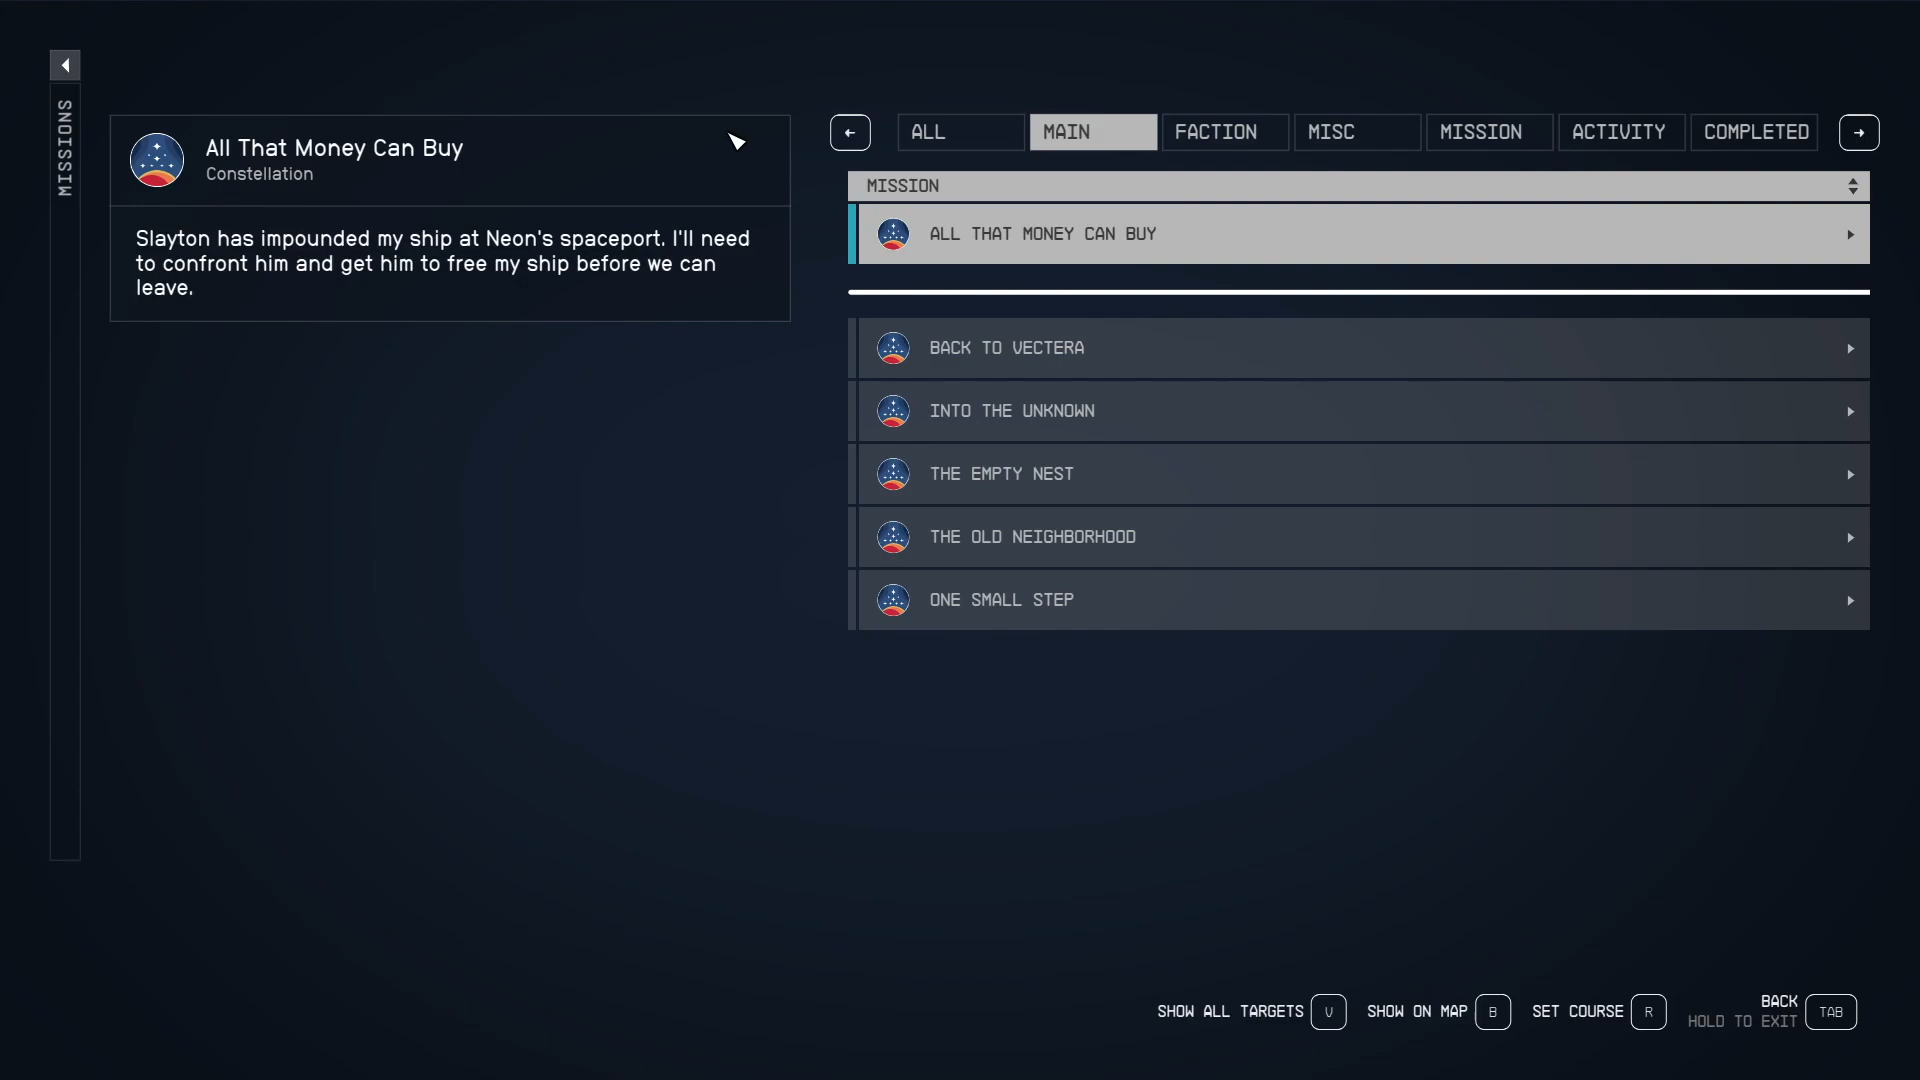 MISSIONS
All That Money Can Buy
Constellation
Slayton has impounded my ship at Neon's spaceport. I'll need
to confront him and get him to free my ship before we can
leave.
ALL MAIN FACTION MISC MISSION ACTIVITY COMPLETED
MISSION
ALL THAT MONEY CAN BUY
BACK TO VECTERA
INTO THE UNKNOWN
THE EMPTY NEST
THE OLD NEIGHBORHOOD
ONE SMALL STEP
SHOW ALL TARGETS V SHOW ON MAP B SET COURSE R BACK TAB
HOLD TO EXIT